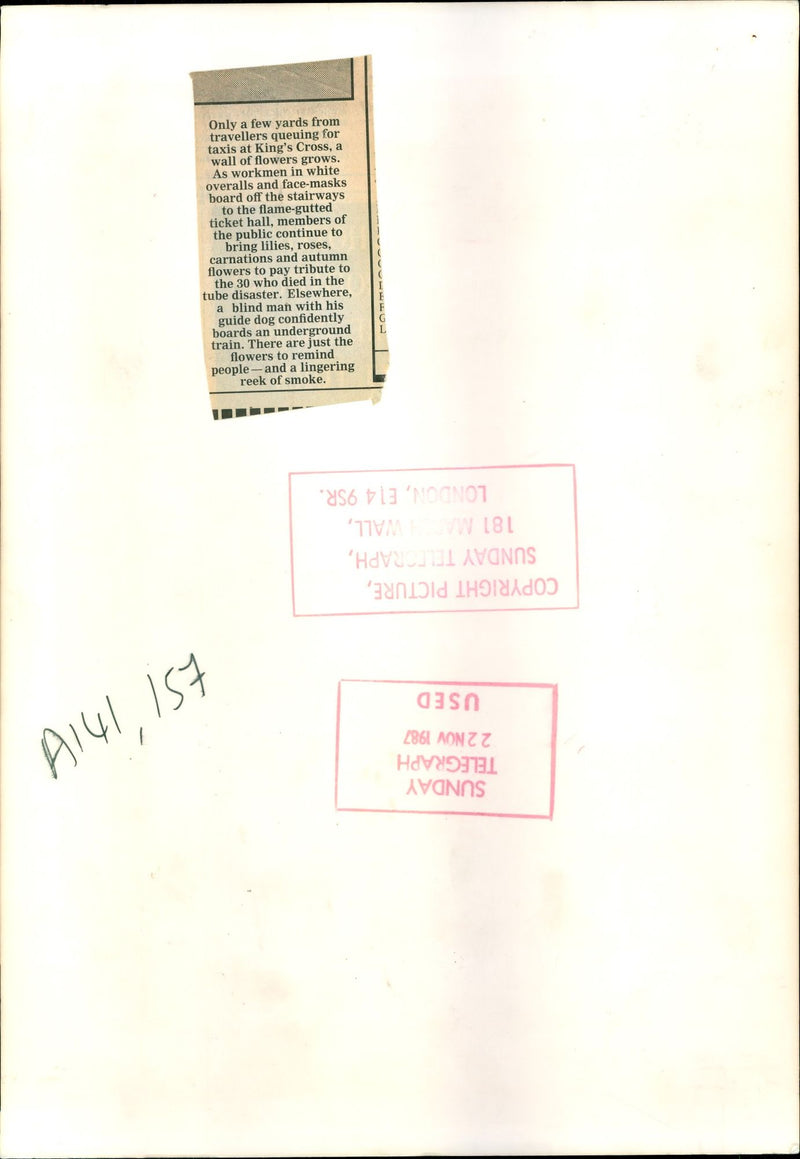 Only a few yards from
travellers queuing for
taxis at King's Cross, a
wall of flowers grows.
As workmen in white
overalls and face-masks
board off the stairways
to the flame-gutted
ticket hall, members of
the public continue to
bring lilies, roses,
carnations and autumn
flowers to pay tribute to
the 30 who died in the
tube disaster. Elsewhere,
a blind man with his
guide dog confidently
boards an underground
train. There are just the
flowers to remind
people — and a lingering
reek of smoke.
COPYRIGHT PICTURE,
SUNDAY TELEGRAPH,
181 MARSH WALL,
LONDON, E14 9SR.
A141, 157
SUNDAY
TELEGRAPH
22 NOV 1987
USED